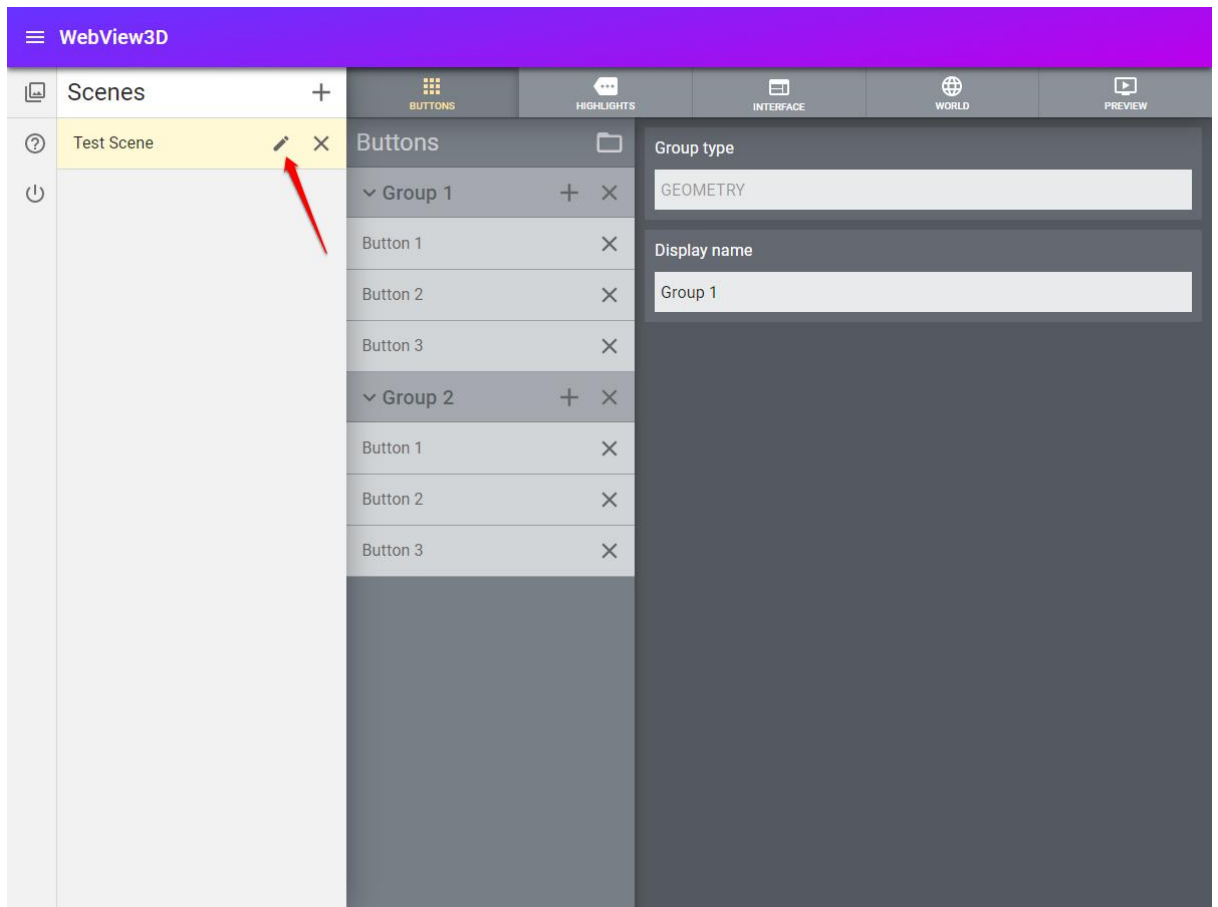 WebView3D
Scenes
Test Scene
BUTTONS
HIGHLIGHTS
INTERFACE
WORLD
PREVIEW
Buttons
Group 1
Button 1
Button 2
Button 3
Group 2
Button 1
Button 2
Button 3
Group type
GEOMETRY
Display name
Group 1